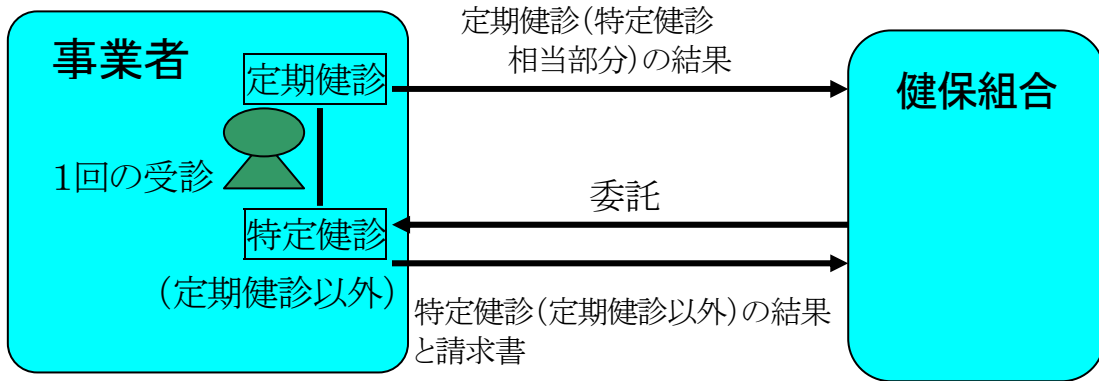 事業者
定期健診
1回の受診
特定健診
(定期健診以外)
定期健診(特定健診
相当部分)の結果
委託
特定健診(定期健診以外)の結果
と請求書
健保組合